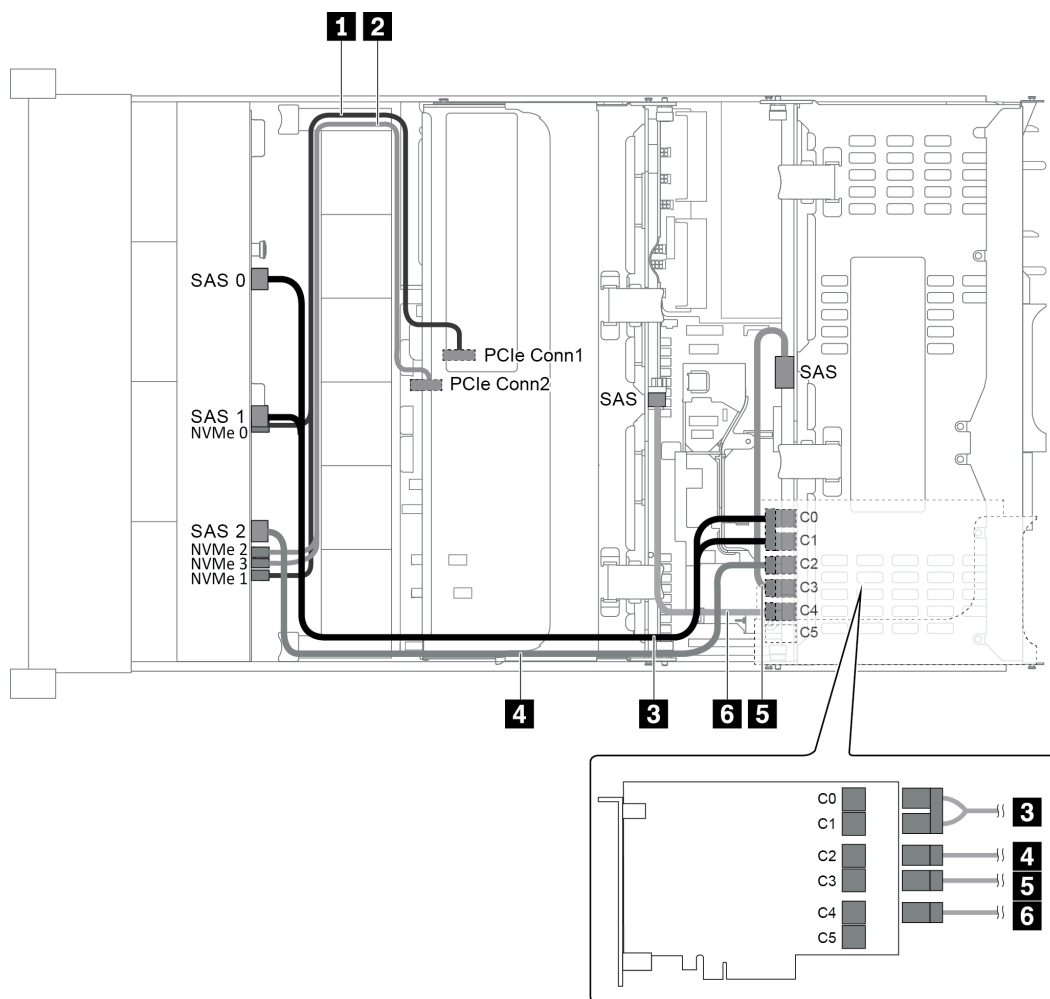 1 2
SAS 0
PCIe Conn1
SAS
PCIe Conn2
SAS
SAS 1
NVMe 0
C0
SAS 2
C1
NVMe 2
C2
NVMe 3
NVMe 1
C3
C4
C5
4 3 6 5
C0
3
C1
C2
4
C3
5
C4
6
C5